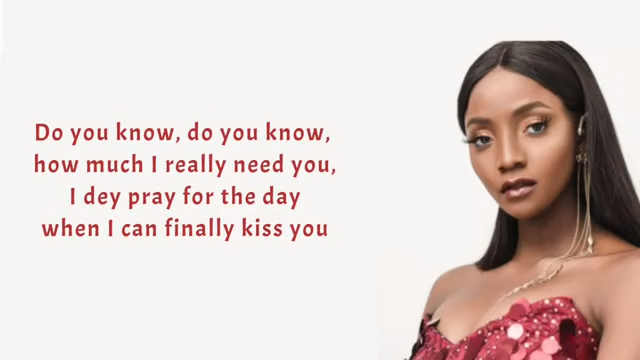 Do you know, do you know,
how much I really need you,
I dey pray for the day
when I can finally kiss you